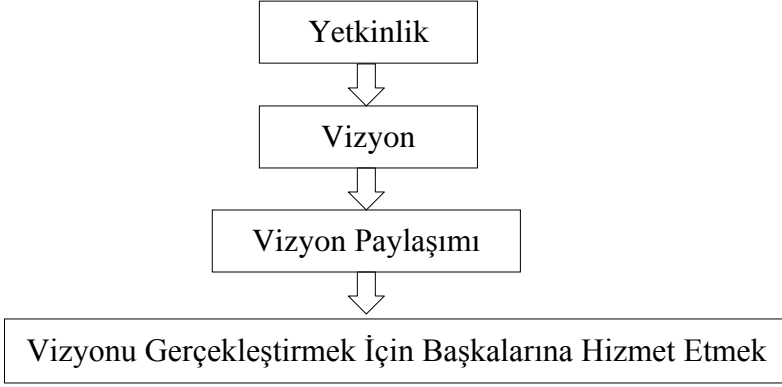 Yetkinlik
Vizyon
Vizyon Paylaşımı
Vizyonu Gerçekleştirmek İçin Başkalarına Hizmet Etmek